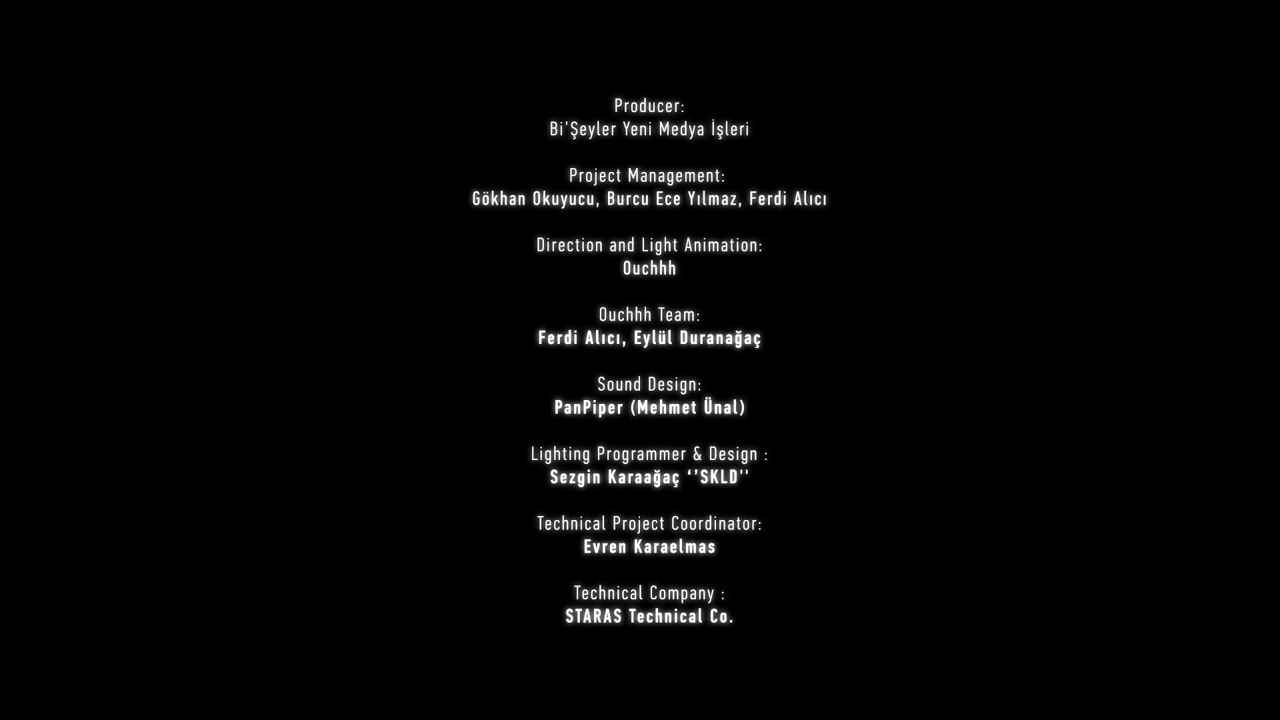 Producer:
Bi'Şeyler Yeni Medya İşleri
Project Management:
Gökhan Okuyucu, Burcu Ece Yılmaz, Ferdi Alıcı
Direction and Light Animation:
Ouchhh
Ouchhh Team:
Ferdi Alıcı, Eylül Duranağaç
Sound Design:
PanPiper (Mehmet Ünal)
Lighting Programmer & Design :
Sezgin Karaağaç ‘’SKLD''
Technical Project Coordinator:
Evren Karaelmas
Technical Company :
STARAS Technical Co.